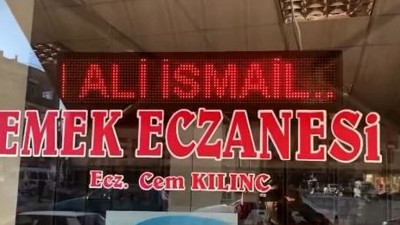 ALİ İSMAİL..
EMEK ECZANESİ
Ecz. Cem KILINÇ